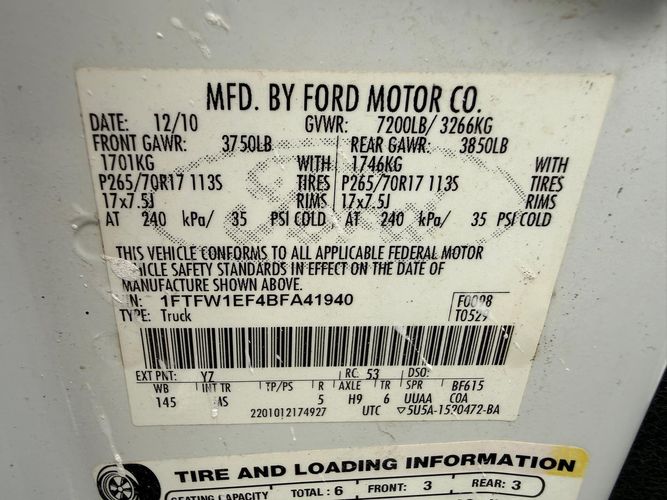 MFD. BY FORD MOTOR CO.
DATE: 12/10 GVWR: 7200LB/ 3266KG
FRONT GAWR: 3750LB REAR GAWR: 3850LB
1701KG WITH 1746KG WITH
P265/70R17 113S TIRES P265/70R17 113S TIRES
17x7.5J RIMS 17x7.5J RIMS
AT 240 kPa/ 35 PSI COLD AT 240 kPa/ 35 PSI COLD
THIS VEHICLE CONFORMS TO ALL APPLICABLE FEDERAL MOTOR
VEHICLE SAFETY STANDARDS IN EFFECT ON THE DATE OF
MANUFACTURE SHOWN ABOVE.
1FTFW1EF4BFA41940 F0098
TYPE: Truck T0529
EXT PNT: YZ RC: 53 DSO:
WB INT TR TP/PS R AXLE TR SPR BF615
145 5 H9 6 UUAA COA
2201012174927 UTC
TIRE AND LOADING INFORMATION
SEATING CAPACITY TOTAL: 6 FRONT: 3 REAR: 3